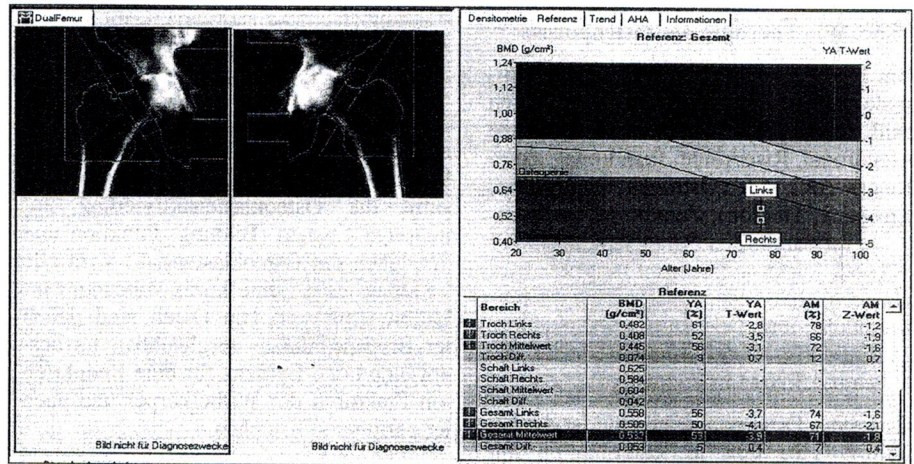 DualFemur
Bild nicht für Diagnosezwecke
Bild nicht für Diagnosezwecke
Densitometrie Referenz Trend AHA Informationen
Referenz: Gesamt
BMD (g/cm²) YA T-Wert
1,24 2
1,12
1,00 0
0,88 -1
0,76 -2
Osteopenie
0,64 -3
0,52 -4
0,40 -5
Links
Rechts
20 30 40 50 60 70 80 90 100
Alter (Jahre)
Referenz
Bereich BMD (g/cm²) YA (%) YA T-Wert AM (%) AM Z-Wert
Troch Links 0,482 61 -2,8 78 -1,2
Troch Rechts 0,408 52 -3,5 66 -1,9
Troch Mittelwert 0,445 56 -3,1 72 -1,6
Troch Diff. 0,074 9 0,7 12 0,7
Schaft Links 0,625 - - - -
Schaft Rechts 0,584 - - - -
Schaft Mittelwert 0,604 - - - -
Schaft Diff. 0,042 - - - -
Gesamt Links 0,558 56 -3,7 74 -1,6
Gesamt Rechts 0,505 50 -4,1 67 -2,1
Gesamt Mittelwert 0,532 53 -3,9 71 -1,8
Gesamt Diff. 0,053 5 0,4 7 0,4